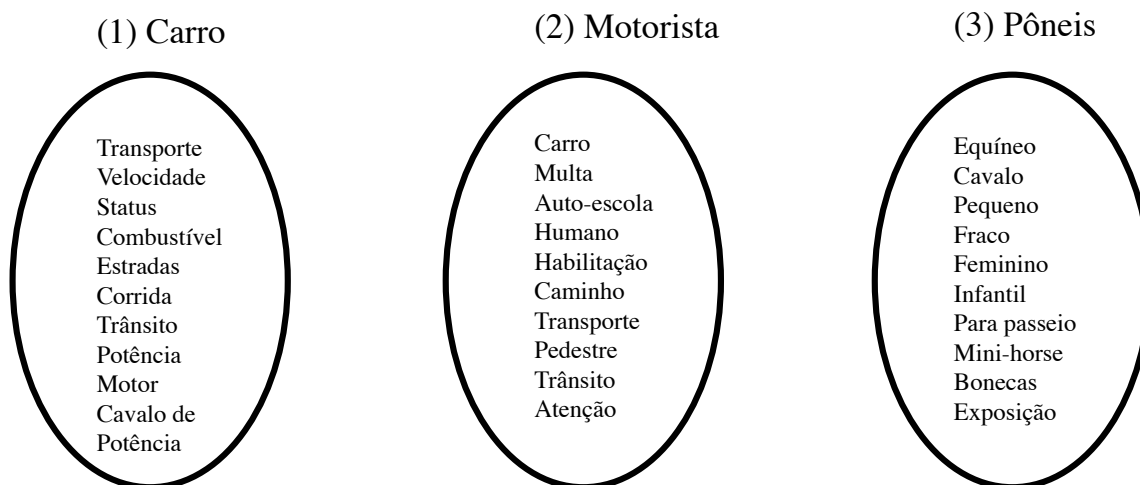 (1) Carro
Transporte
Velocidade
Status
Combustível
Estradas
Corrida
Trânsito
Potência
Motor
Cavalo de
Potência
(2) Motorista
Carro
Multa
Auto-escola
Humano
Habilitação
Caminho
Transporte
Pedestre
Trânsito
Atenção
(3) Pôneis
Equíneo
Cavalo
Pequeno
Fraco
Feminino
Infantil
Para passeio
Mini-horse
Bonecas
Exposição